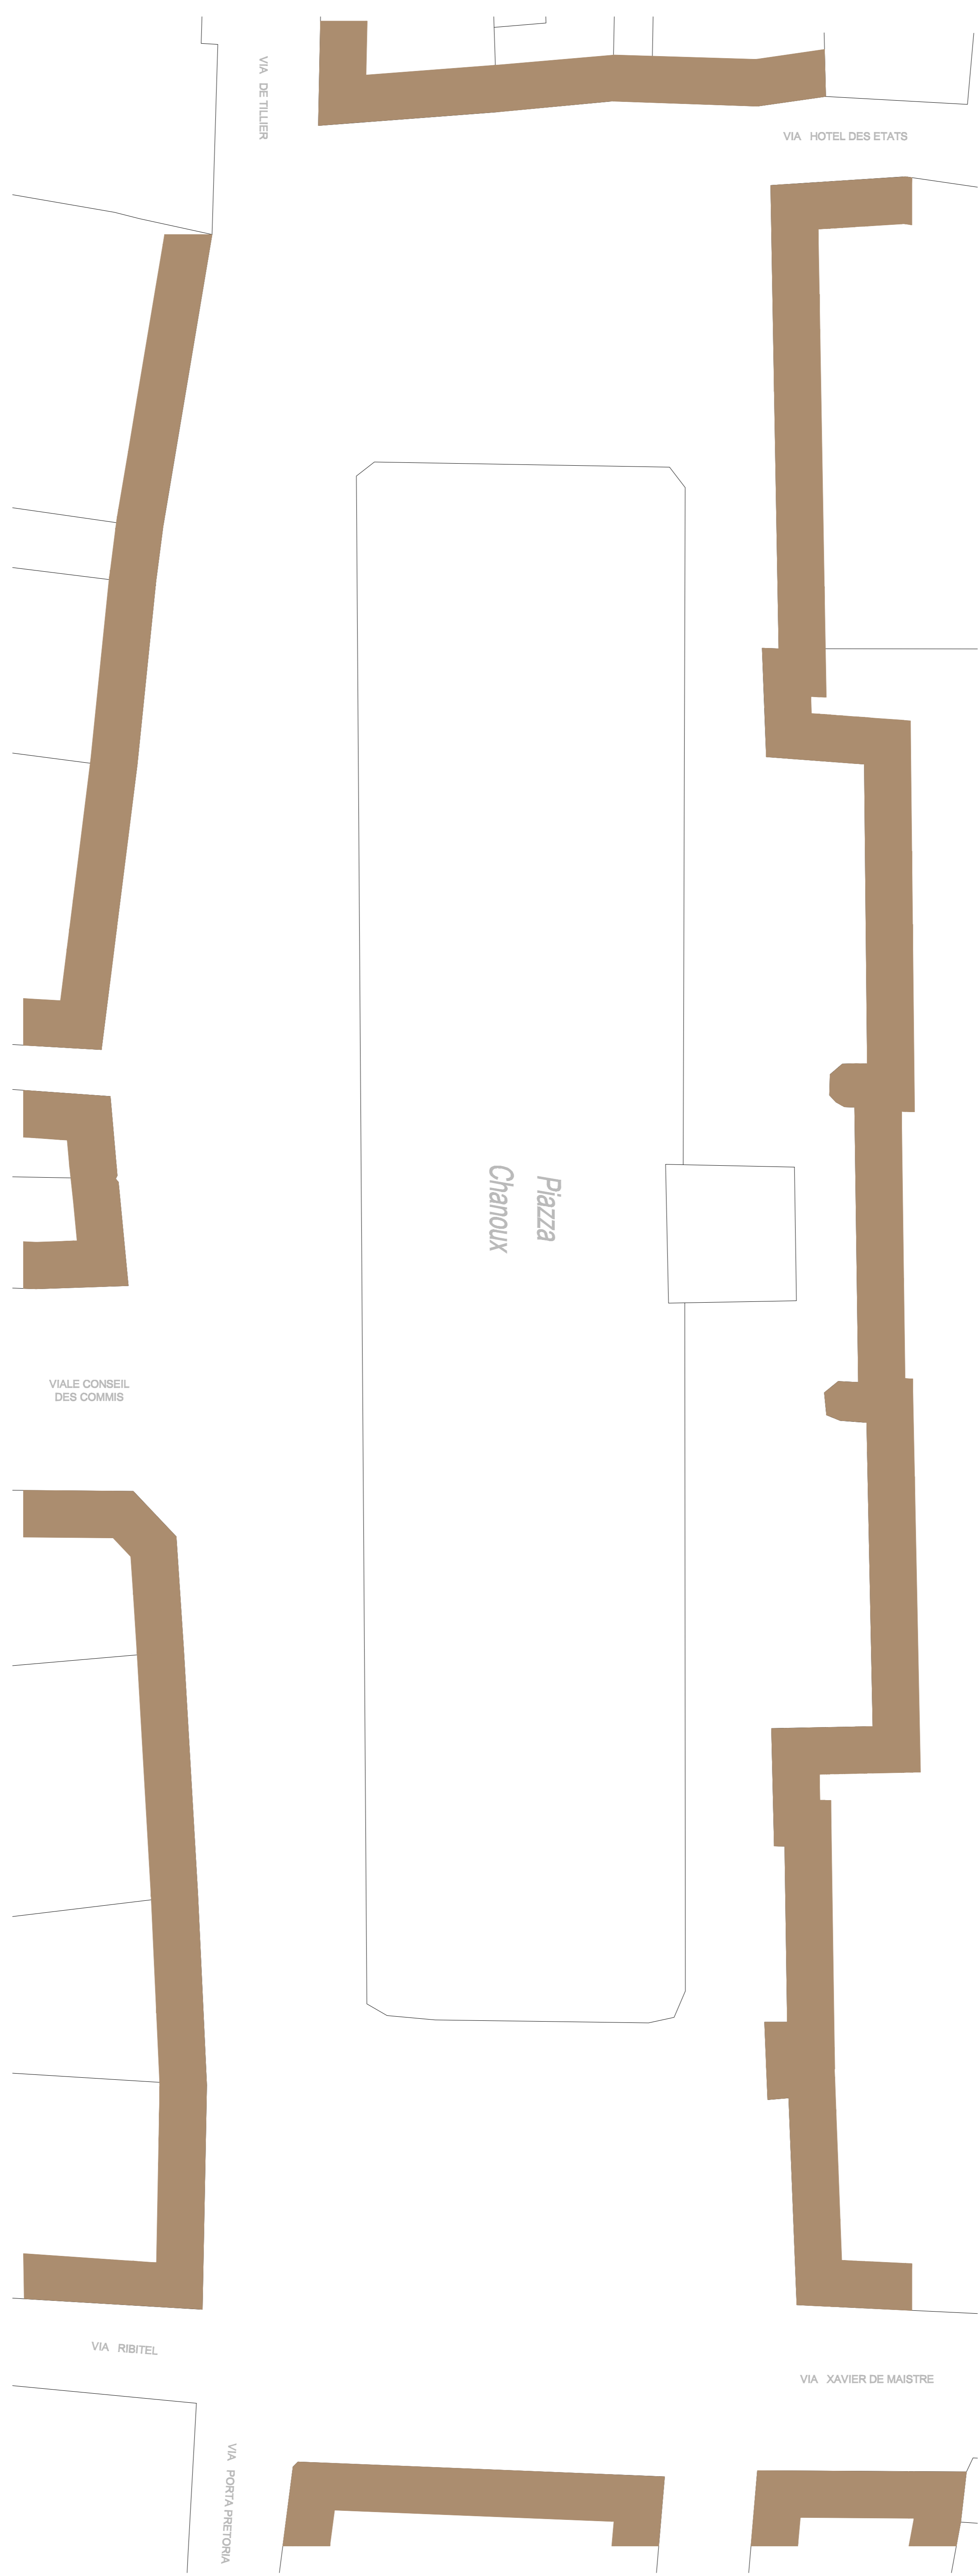 VIA DE TILLIER
VIA HOTEL DES ETATS
Piazza
Chanoux
VIALE CONSEIL
DES COMMIS
VIA RIBITEL
VIA XAVIER DE MAISTRE
VIA PORTA PRETORIA